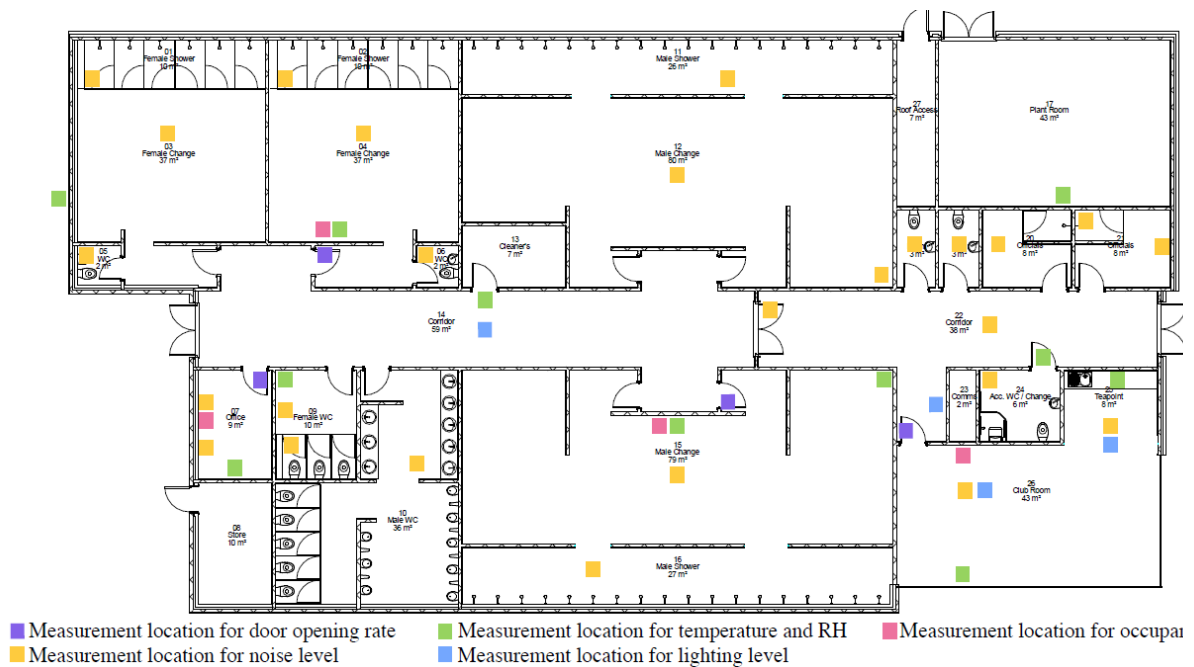 01
Female Shower
10 m²
02
Female Shower
10 m²
11
Male Shower
26 m²
27
Roof Access
7 m²
17
Plant Room
43 m²
03
Female Change
37 m²
04
Female Change
37 m²
12
Male Change
80 m²
05
WC
2 m²
06
WC
2 m²
13
Cleaner's
7 m²
3 m²
3 m²
20
Officials
8 m²
Officials
8 m²
14
Corridor
59 m²
22
Corridor
38 m²
07
Office
9 m²
09
Female WC
10 m²
15
Male Change
79 m²
23
Comms
2 m²
24
Acc. WC / Change
6 m²
Teapoint
8 m²
26
Club Room
43 m²
08
Store
10 m²
10
Male WC
36 m²
16
Male Shower
27 m²
Measurement location for door opening rate
Measurement location for temperature and RH
Measurement location for occupan
Measurement location for noise level
Measurement location for lighting level